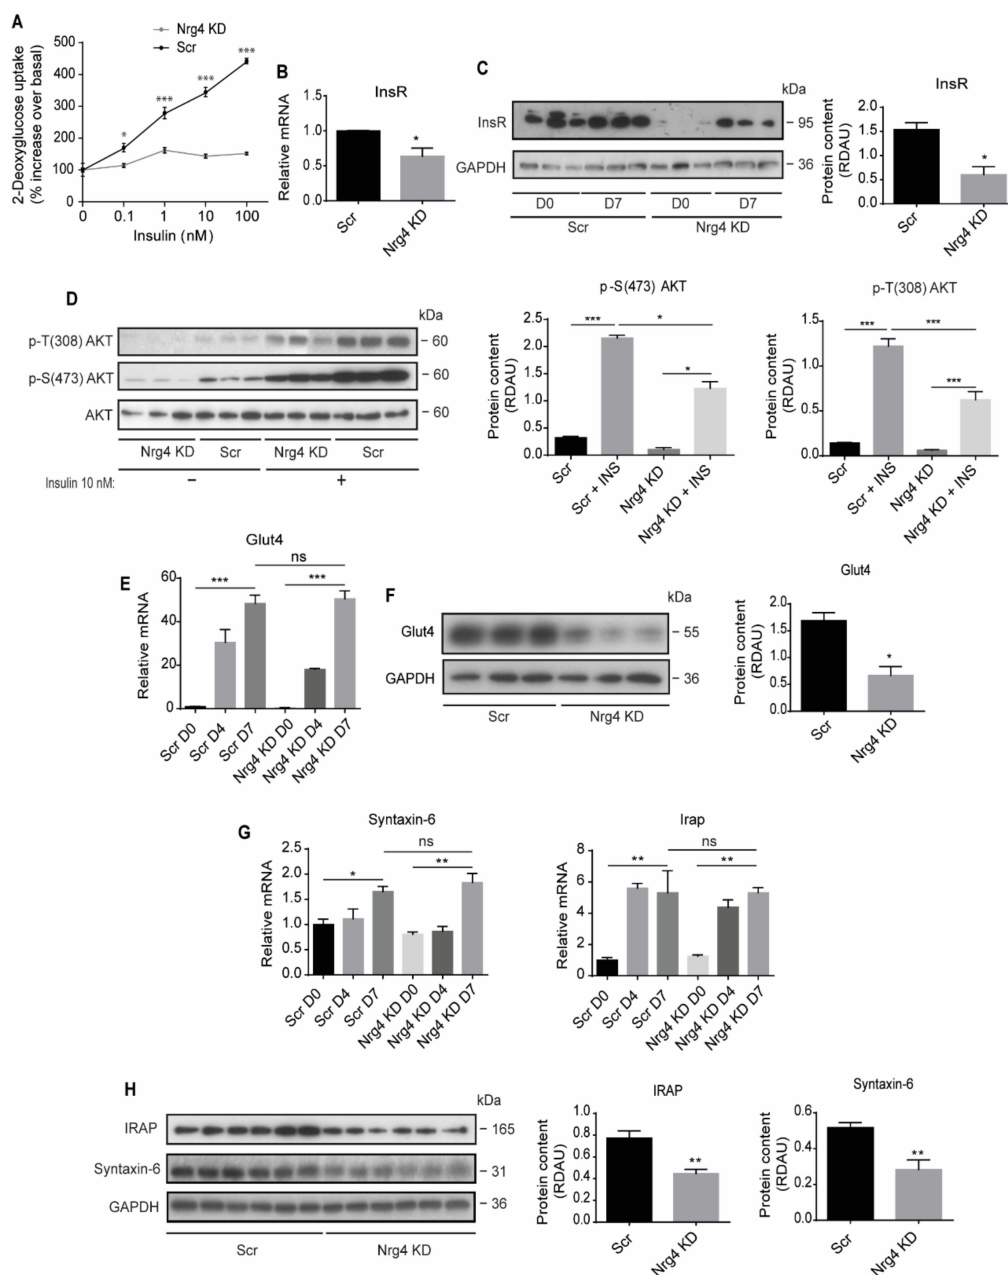 A
Nrg4 KD
Scr
2-Deoxyglucose uptake
(% increase over basal)
500
400
300
200
100
0
*
***
***
***
0
0.1
1
10
100
Insulin (nM)
B
InsR
Relative mRNA
1.5
1.0
0.5
0.0
*
Scr
Nrg4 KD
C
kDa
InsR
95
GAPDH
36
D0
D7
D0
D7
Scr
Nrg4 KD
InsR
Protein content
(RDAU)
2.0
1.5
1.0
0.5
0.0
*
Scr
Nrg4 KD
D
kDa
p-T(308) AKT
60
p-S(473) AKT
60
AKT
60
Nrg4 KD
Scr
Nrg4 KD
Scr
Insulin 10 nM:
−
+
p-S(473) AKT
Protein content
(RDAU)
2.5
2.0
1.5
1.0
0.5
0.0
***
*
*
Scr
Scr + INS
Nrg4 KD
Nrg4 KD + INS
p-T(308) AKT
Protein content
(RDAU)
1.5
1.0
0.5
0.0
***
***
***
Scr
Scr + INS
Nrg4 KD
Nrg4 KD + INS
E
Glut4
Relative mRNA
60
40
20
0
ns
***
***
Scr D0
Scr D4
Scr D7
Nrg4 KD D0
Nrg4 KD D4
Nrg4 KD D7
F
kDa
Glut4
55
GAPDH
36
Scr
Nrg4 KD
Glut4
Protein content
(RDAU)
2.0
1.5
1.0
0.5
0.0
*
Scr
Nrg4 KD
G
Syntaxin-6
Relative mRNA
2.5
2.0
1.5
1.0
0.5
0.0
ns
*
**
Scr D0
Scr D4
Scr D7
Nrg4 KD D0
Nrg4 KD D4
Nrg4 KD D7
Irap
Relative mRNA
8
6
4
2
0
ns
**
**
Scr D0
Scr D4
Scr D7
Nrg4 KD D0
Nrg4 KD D4
Nrg4 KD D7
H
kDa
IRAP
165
Syntaxin-6
31
GAPDH
36
Scr
Nrg4 KD
IRAP
Protein content
(RDAU)
1.0
0.8
0.6
0.4
0.2
0.0
**
Scr
Nrg4 KD
Syntaxin-6
Protein content
(RDAU)
0.6
0.4
0.2
0.0
**
Scr
Nrg4 KD